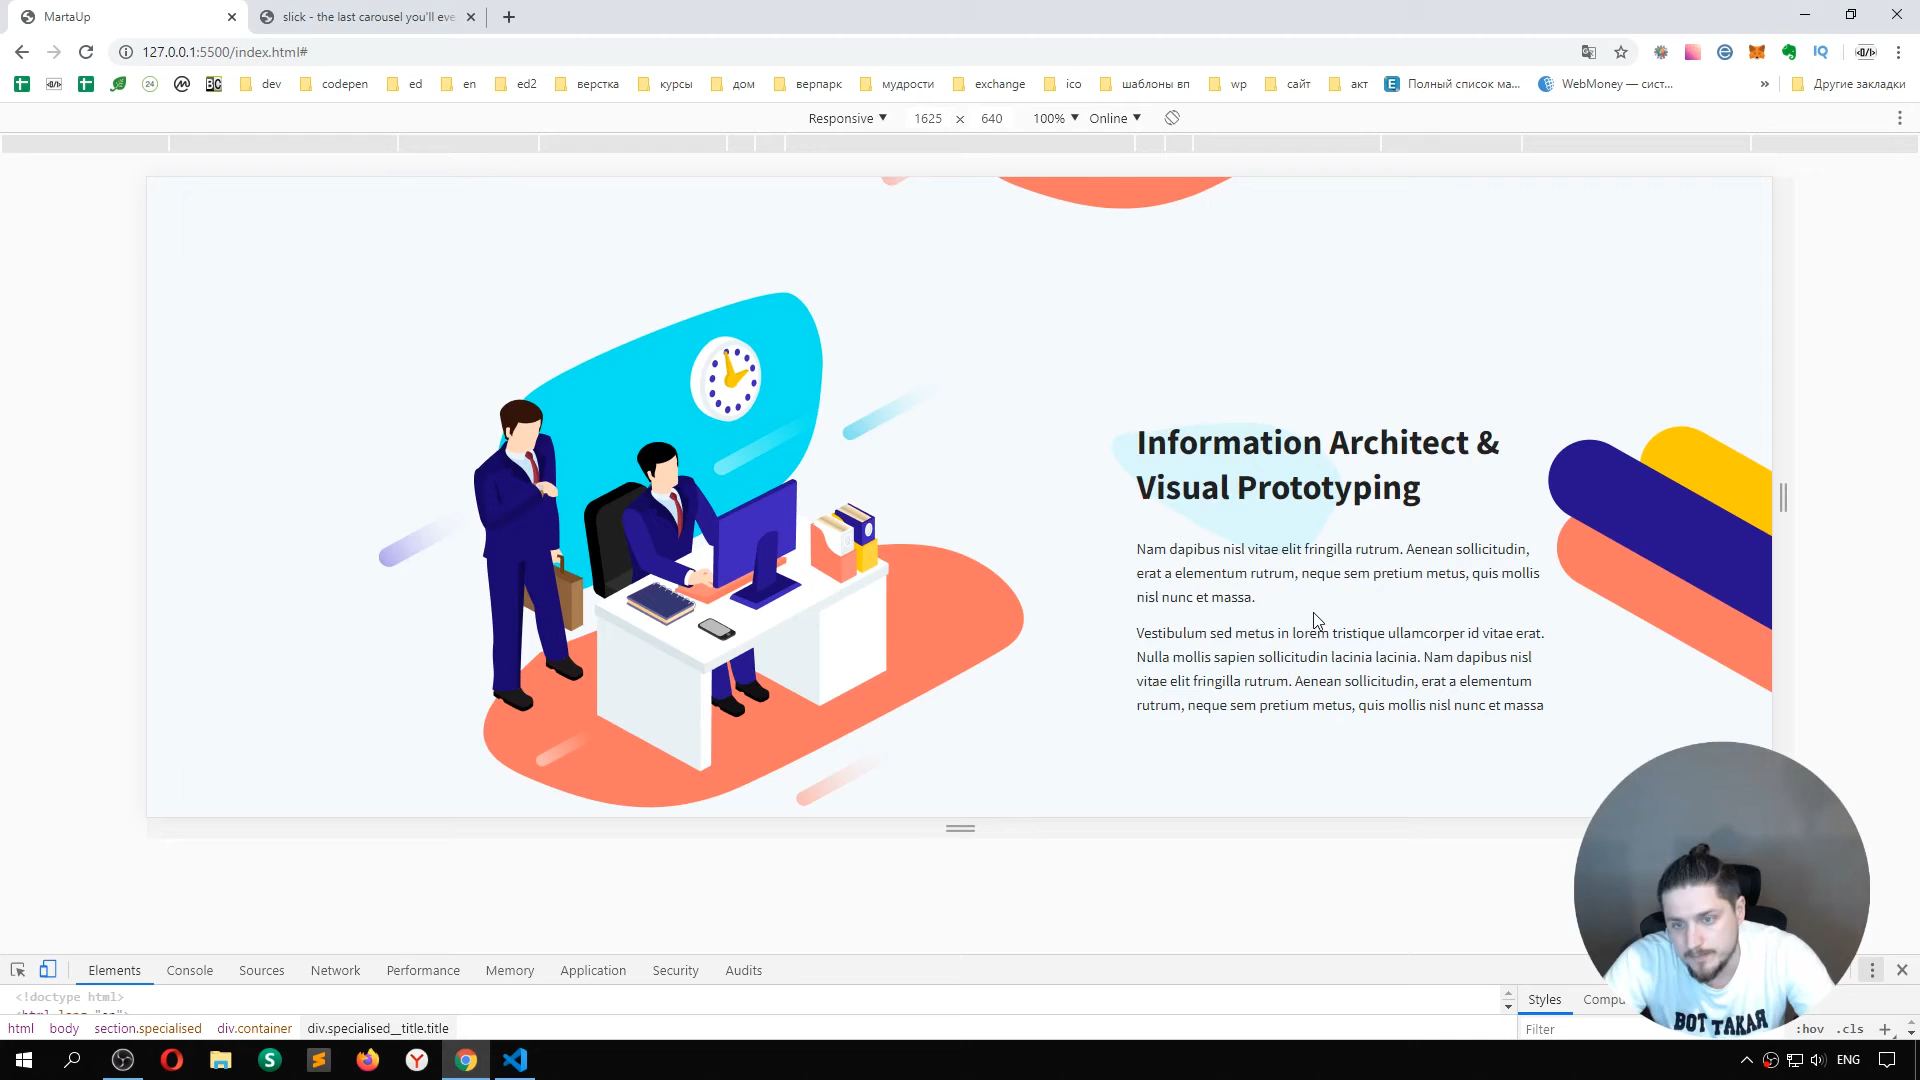 MartaUp
slick - the last carousel you'll eve
127.0.0.1:5500/index.html#
24
BC
dev
codepen
ed
en
ed2
верстка
курсы
дом
верпарк
мудрости
exchange
ico
шаблоны вп
wp
сайт
акт
E
Полный список ма...
WebMoney — сист...
»
Другие закладки
IQ
Responsive
1625 × 640
100%
Online
Information Architect &
Visual Prototyping
Nam dapibus nisl vitae elit fringilla rutrum. Aenean sollicitudin,
erat a elementum rutrum, neque sem pretium metus, quis mollis
nisl nunc et massa.
Vestibulum sed metus in lorem tristique ullamcorper id vitae erat.
Nulla mollis sapien sollicitudin lacinia lacinia. Nam dapibus nisl
vitae elit fringilla rutrum. Aenean sollicitudin, erat a elementum
rutrum, neque sem pretium metus, quis mollis nisl nunc et massa
Elements
Console
Sources
Network
Performance
Memory
Application
Security
Audits
<!doctype html>
html
body
section.specialised
div.container
div.specialised__title.title
Styles
Compu
Filter
:hov
.cls
ВОТ ТАКАЯ
ENG